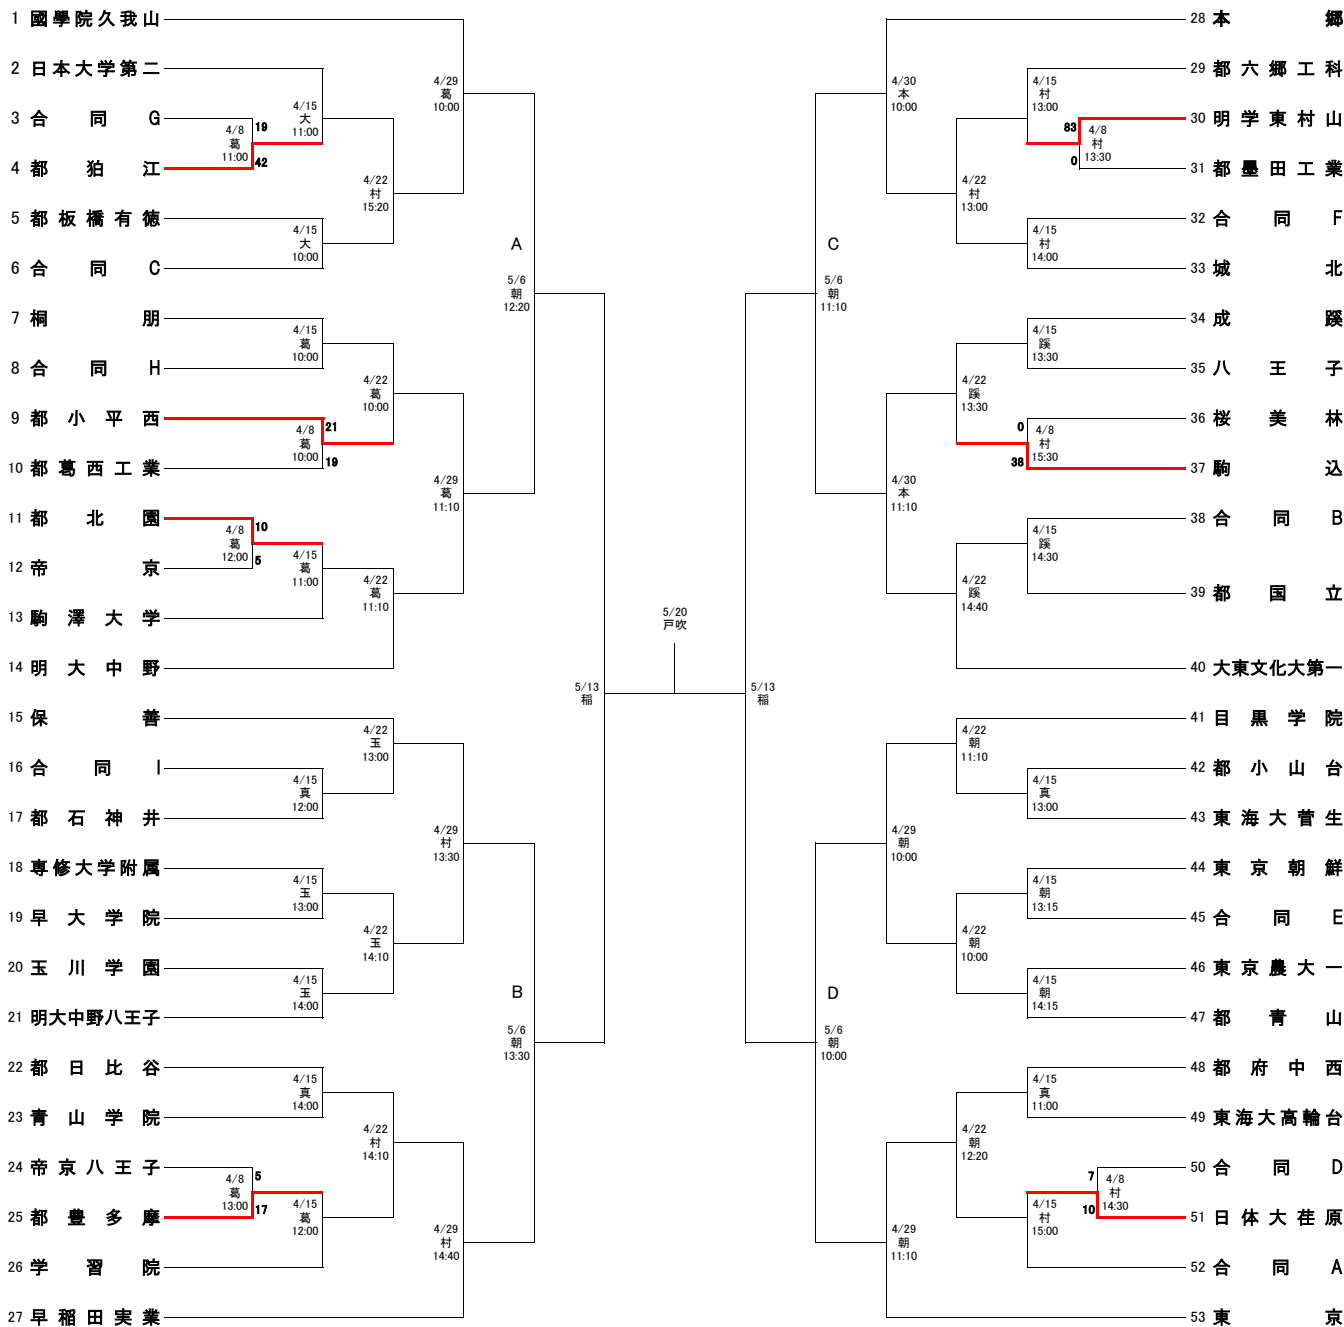 1 國學院久我山
2 日本大学第二
3 合同G
4 都狛江
5 都板橋有徳
6 合同C
7 桐朋
8 合同H
9 都小平西
10 都葛西工業
11 都北園
12 帝京
13 駒澤大学
14 明大中野
15 保善
16 合同I
17 都石神井
18 専修大学附属
19 早大学院
20 玉川学園
21 明大中野八王子
22 都日比谷
23 青山学院
24 帝京八王子
25 都豊多摩
26 学習院
27 早稲田実業
4/8
葛
11:00
19
42
4/15
大
11:00
4/15
大
10:00
4/22
村
15:20
4/29
葛
10:00
4/15
葛
10:00
4/8
葛
10:00
21
19
4/22
葛
10:00
4/8
葛
12:00
10
5
4/15
葛
11:00
4/22
葛
11:10
4/29
葛
11:10
A
5/6
朝
12:20
4/22
玉
13:00
4/15
真
12:00
4/15
玉
13:00
4/15
玉
14:00
4/22
玉
14:10
4/29
村
13:30
4/15
真
14:00
4/8
葛
13:00
5
17
4/15
葛
12:00
4/22
村
14:10
4/29
村
14:40
B
5/6
朝
13:30
5/13
稲
5/20
戸吹
5/13
稲
C
5/6
朝
11:10
4/30
本
10:00
4/15
村
13:00
83
0
4/8
村
13:30
4/22
村
13:00
4/15
村
14:00
4/15
蹊
13:30
4/22
蹊
13:30
0
38
4/8
村
15:30
4/30
本
11:10
4/15
蹊
14:30
4/22
蹊
14:40
D
5/6
朝
10:00
4/22
朝
11:10
4/15
真
13:00
4/29
朝
10:00
4/15
朝
13:15
4/22
朝
10:00
4/15
朝
14:15
4/15
真
11:00
4/22
朝
12:20
7
10
4/8
村
14:30
4/15
村
15:00
4/29
朝
11:10
28 本郷
29 都六郷工科
30 明学東村山
31 都墨田工業
32 合同F
33 城北
34 成蹊
35 八王子
36 桜美林
37 駒込
38 合同B
39 都国立
40 大東文化大第一
41 目黒学院
42 都小山台
43 東海大菅生
44 東京朝鮮
45 合同E
46 東京農大一
47 都青山
48 都府中西
49 東海大高輪台
50 合同D
51 日体大荏原
52 合同A
53 東京